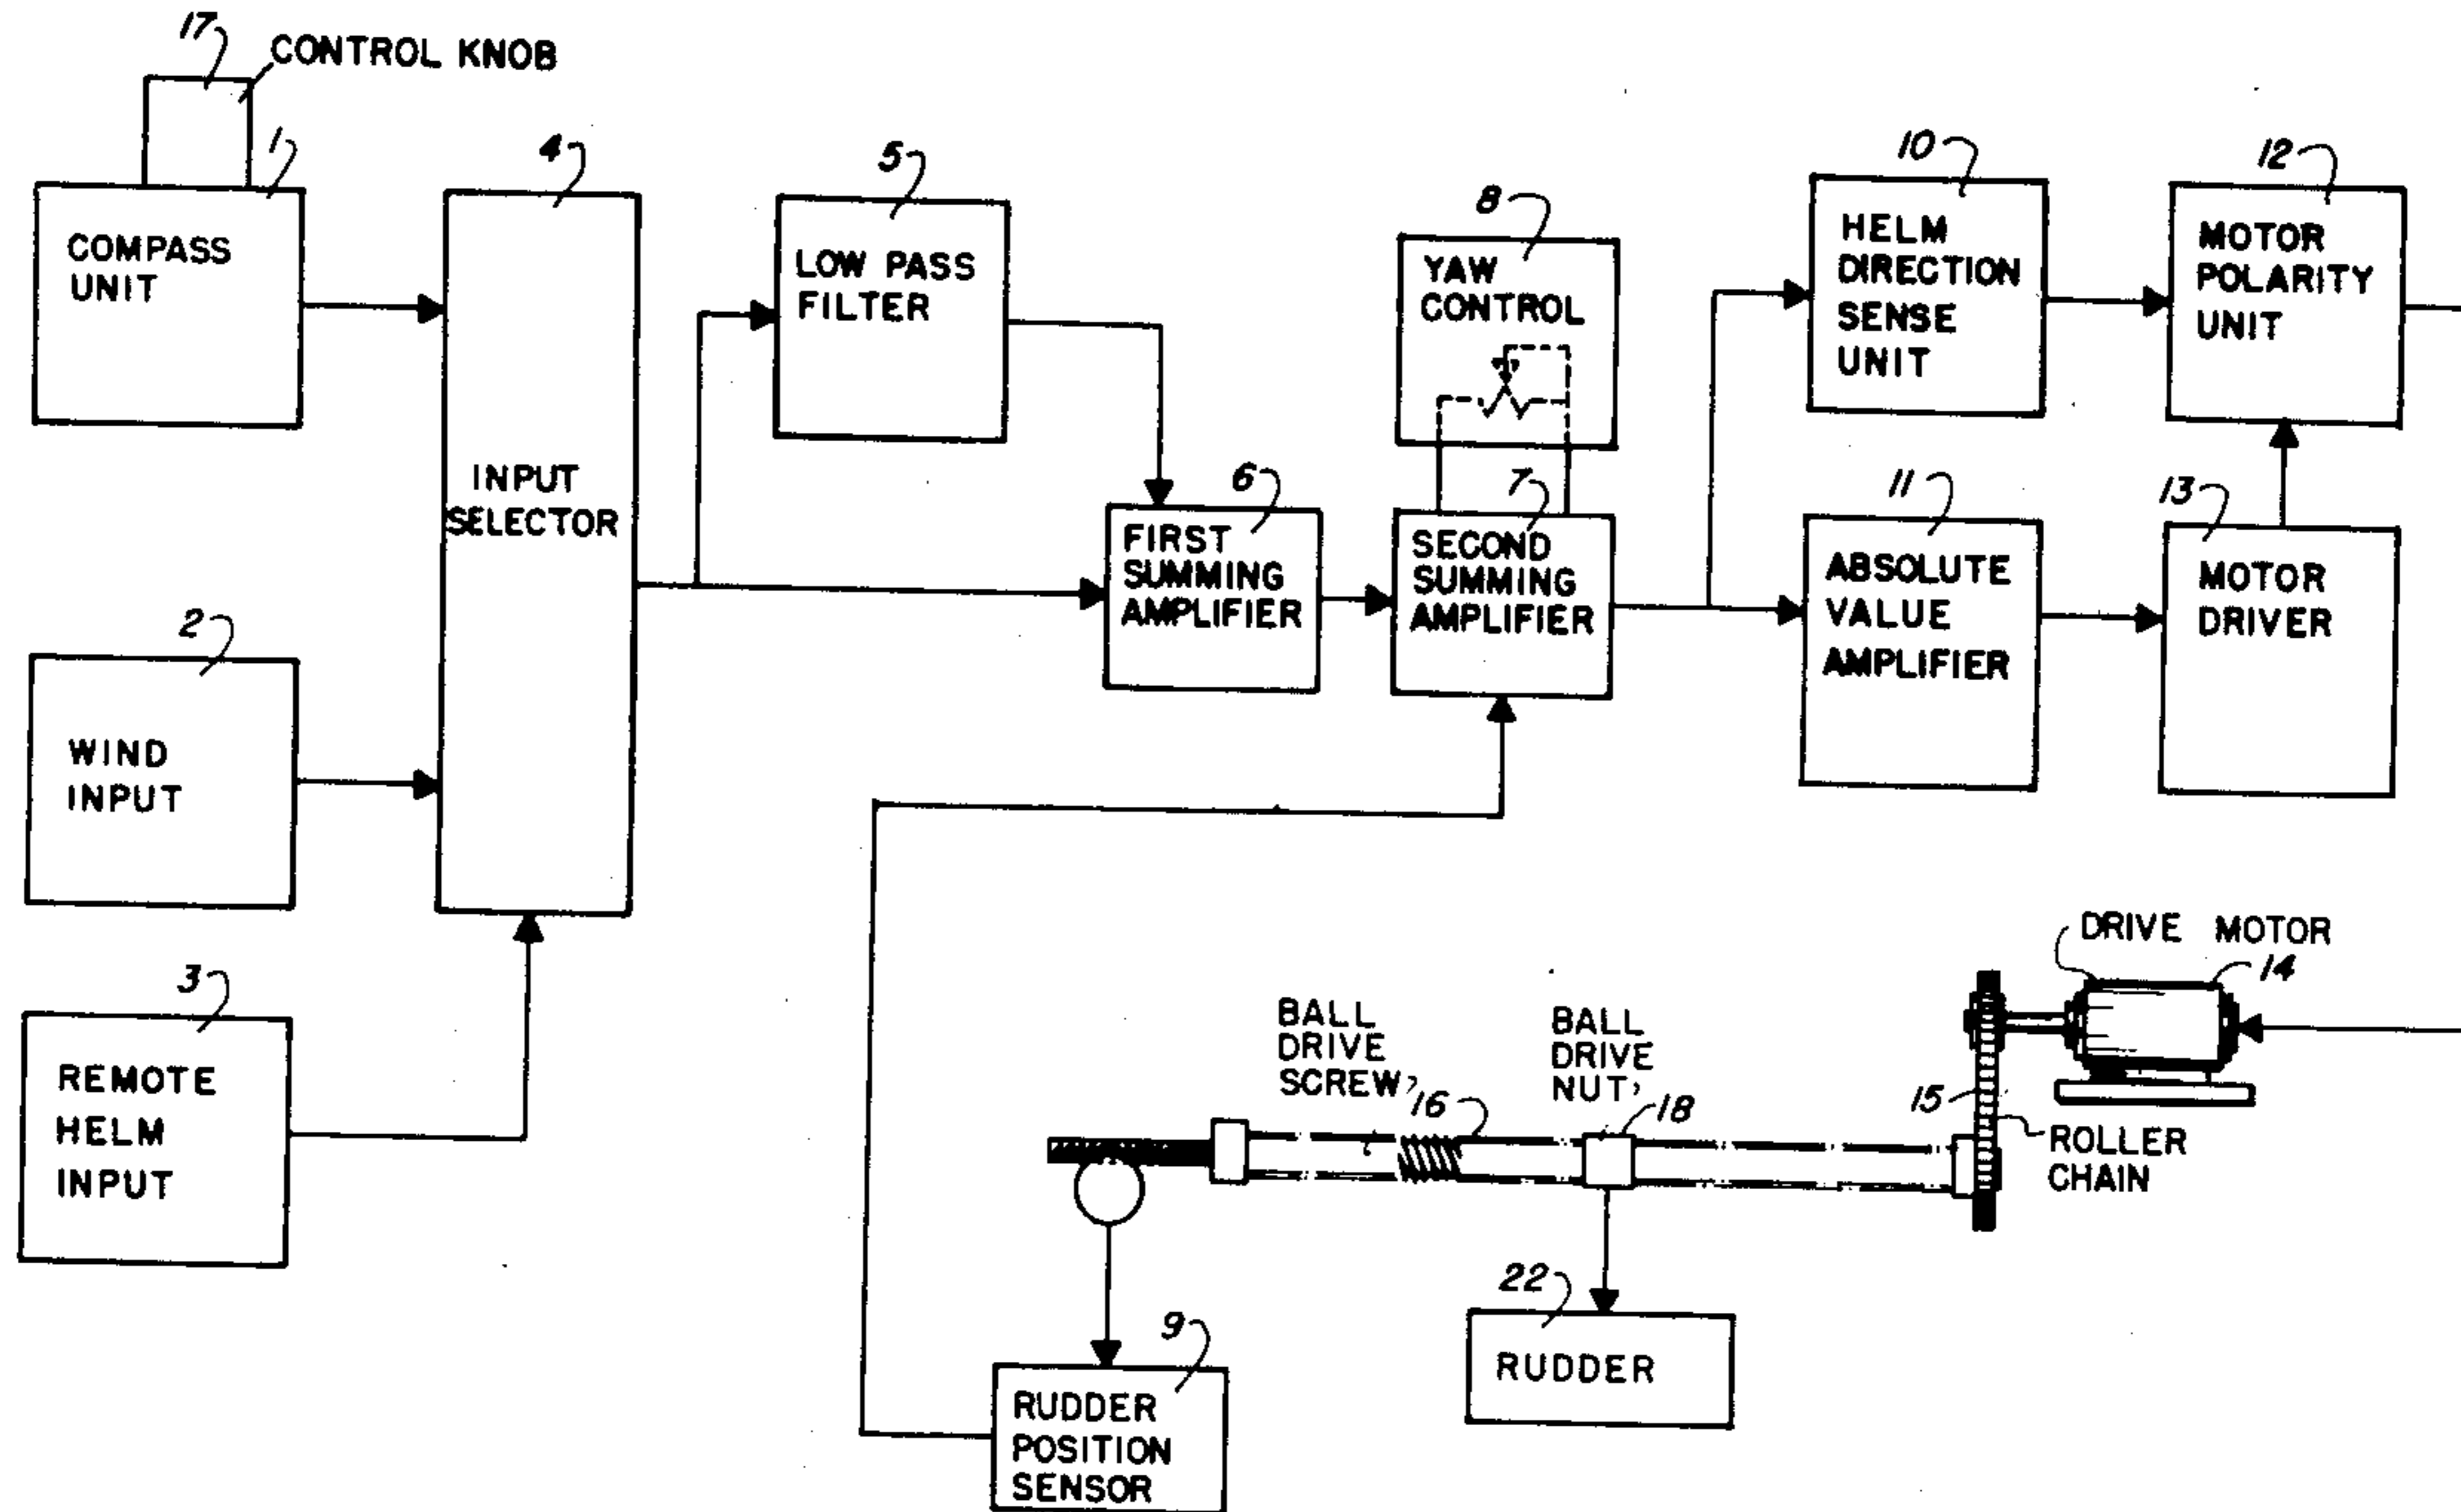 17
CONTROL KNOB
1
COMPASS
UNIT
4
INPUT
SELECTOR
2
WIND
INPUT
3
REMOTE
HELM
INPUT
5
LOW PASS
FILTER
6
FIRST
SUMMING
AMPLIFIER
8
YAW
CONTROL
7
SECOND
SUMMING
AMPLIFIER
10
HELM
DIRECTION
SENSE
UNIT
12
MOTOR
POLARITY
UNIT
11
ABSOLUTE
VALUE
AMPLIFIER
13
MOTOR
DRIVER
DRIVE MOTOR
14
BALL
DRIVE
SCREW,
16
BALL
DRIVE
NUT,
18
15
ROLLER
CHAIN
22
RUDDER
9
RUDDER
POSITION
SENSOR